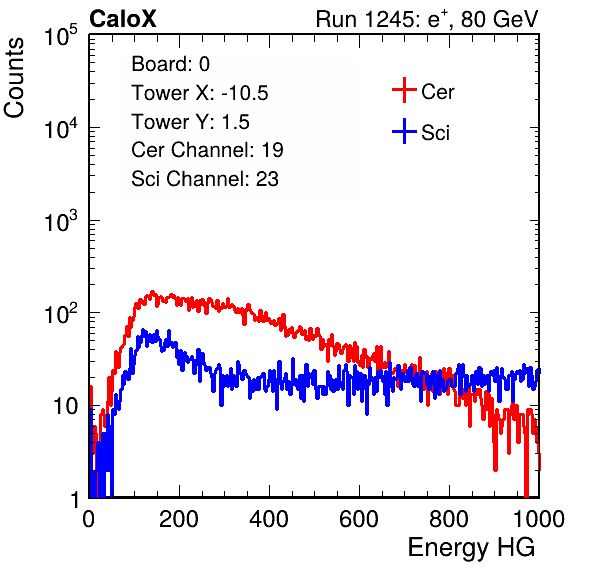 CaloX Run 1245: e⁺, 80 GeV
Board: 0
Tower X: -10.5
Tower Y: 1.5
Cer Channel: 19
Sci Channel: 23
Cer
Sci
Counts
10⁵
10⁴
10³
10²
10
1
0 200 400 600 800 1000
Energy HG